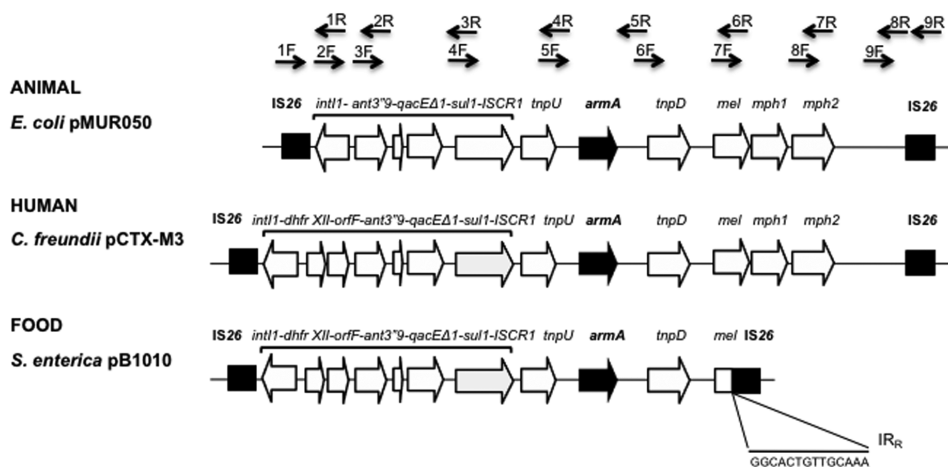 1R 2R 3R 4R 5R 6R 7R 8R 9R
1F 2F 3F 4F 5F 6F 7F 8F 9F
ANIMAL
IS26 intI1- ant3"9-qacEΔ1-sul1-ISCR1 tnpU armA tnpD mel mph1 mph2 IS26
E. coli pMUR050
HUMAN
IS26 intI1-dhfr XII-orfF-ant3"9-qacEΔ1-sul1-ISCR1 tnpU armA tnpD mel mph1 mph2 IS26
C. freundii pCTX-M3
FOOD
IS26 intI1-dhfr XII-orfF-ant3"9-qacEΔ1-sul1-ISCR1 tnpU armA tnpD mel IS26
S. enterica pB1010
IRR
GGCACTGTTGCAAA